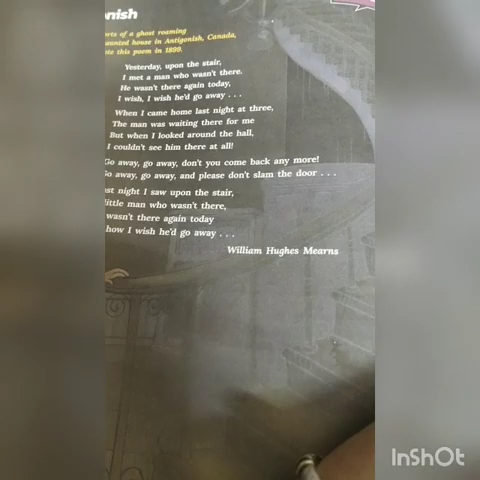 onish
orts of a ghost roaming
aunted house in Antigonish, Canada,
ote this poem in 1899.
Yesterday, upon the stair,
I met a man who wasn't there.
He wasn't there again today,
I wish, I wish he'd go away . . .
When I came home last night at three,
The man was waiting there for me
But when I looked around the hall,
I couldn't see him there at all!
Go away, go away, don't you come back any more!
Go away, go away, and please don't slam the door . . .
ast night I saw upon the stair,
little man who wasn't there,
wasn't there again today
how I wish he'd go away . . .
William Hughes Mearns
InShOt